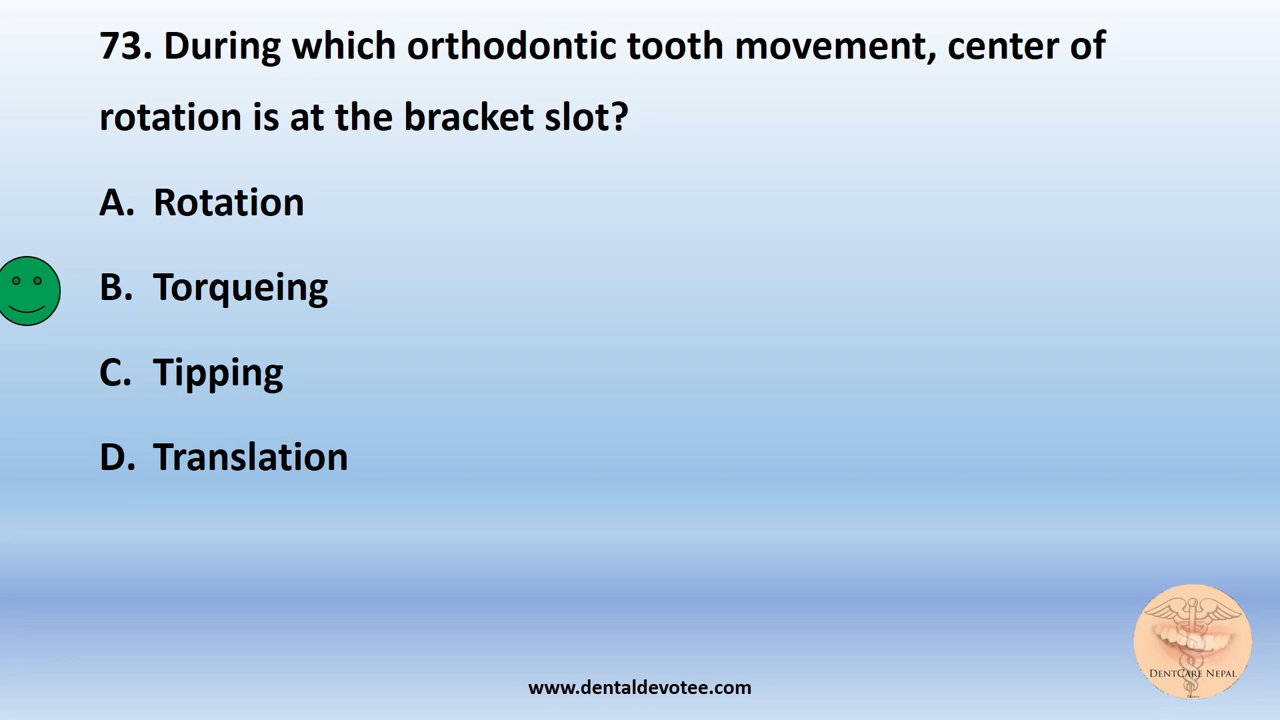 73. During which orthodontic tooth movement, center of
rotation is at the bracket slot?
A. Rotation
B. Torqueing
C. Tipping
D. Translation
DentCare Nepal
www.dentaldevotee.com